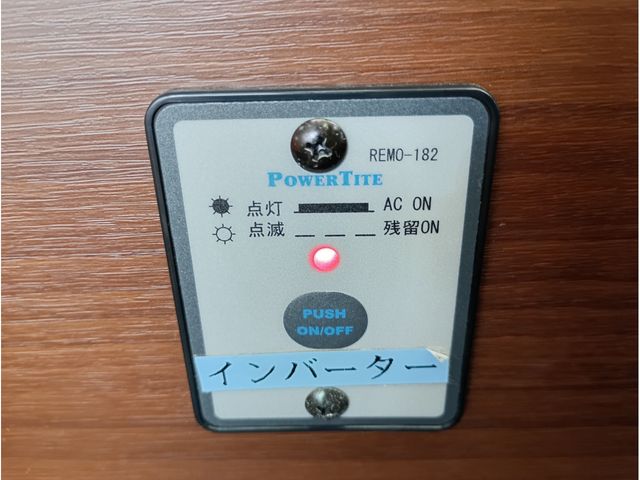 REMO-182
POWERTITE
点灯 AC ON
点滅 残留ON
PUSH
ON/OFF
インバーター